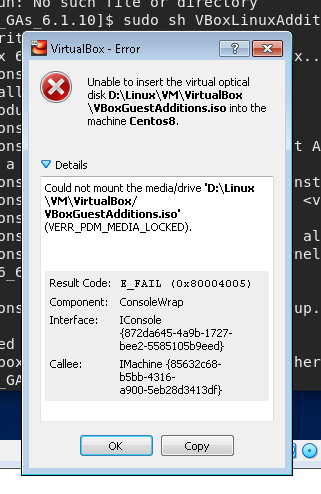 un: No such file or directory
_GAs_6.1.10]$ sudo sh VBoxLinuxAddit
VirtualBox - Error
Unable to insert the virtual optical
disk D:\Linux\VM\VirtualBox
\VBoxGuestAdditions.iso into the
machine Centos8.
Details
Could not mount the media/drive 'D:\Linux
\VM\VirtualBox/
VBoxGuestAdditions.iso'
(VERR_PDM_MEDIA_LOCKED).
Result Code: E_FAIL (0x80004005)
Component: ConsoleWrap
Interface: IConsole
{872da645-4a9b-1727-
bee2-5585105b9eed}
Callee: IMachine {85632c68-
b5bb-4316-
a900-5eb28d3413df}
OK Copy